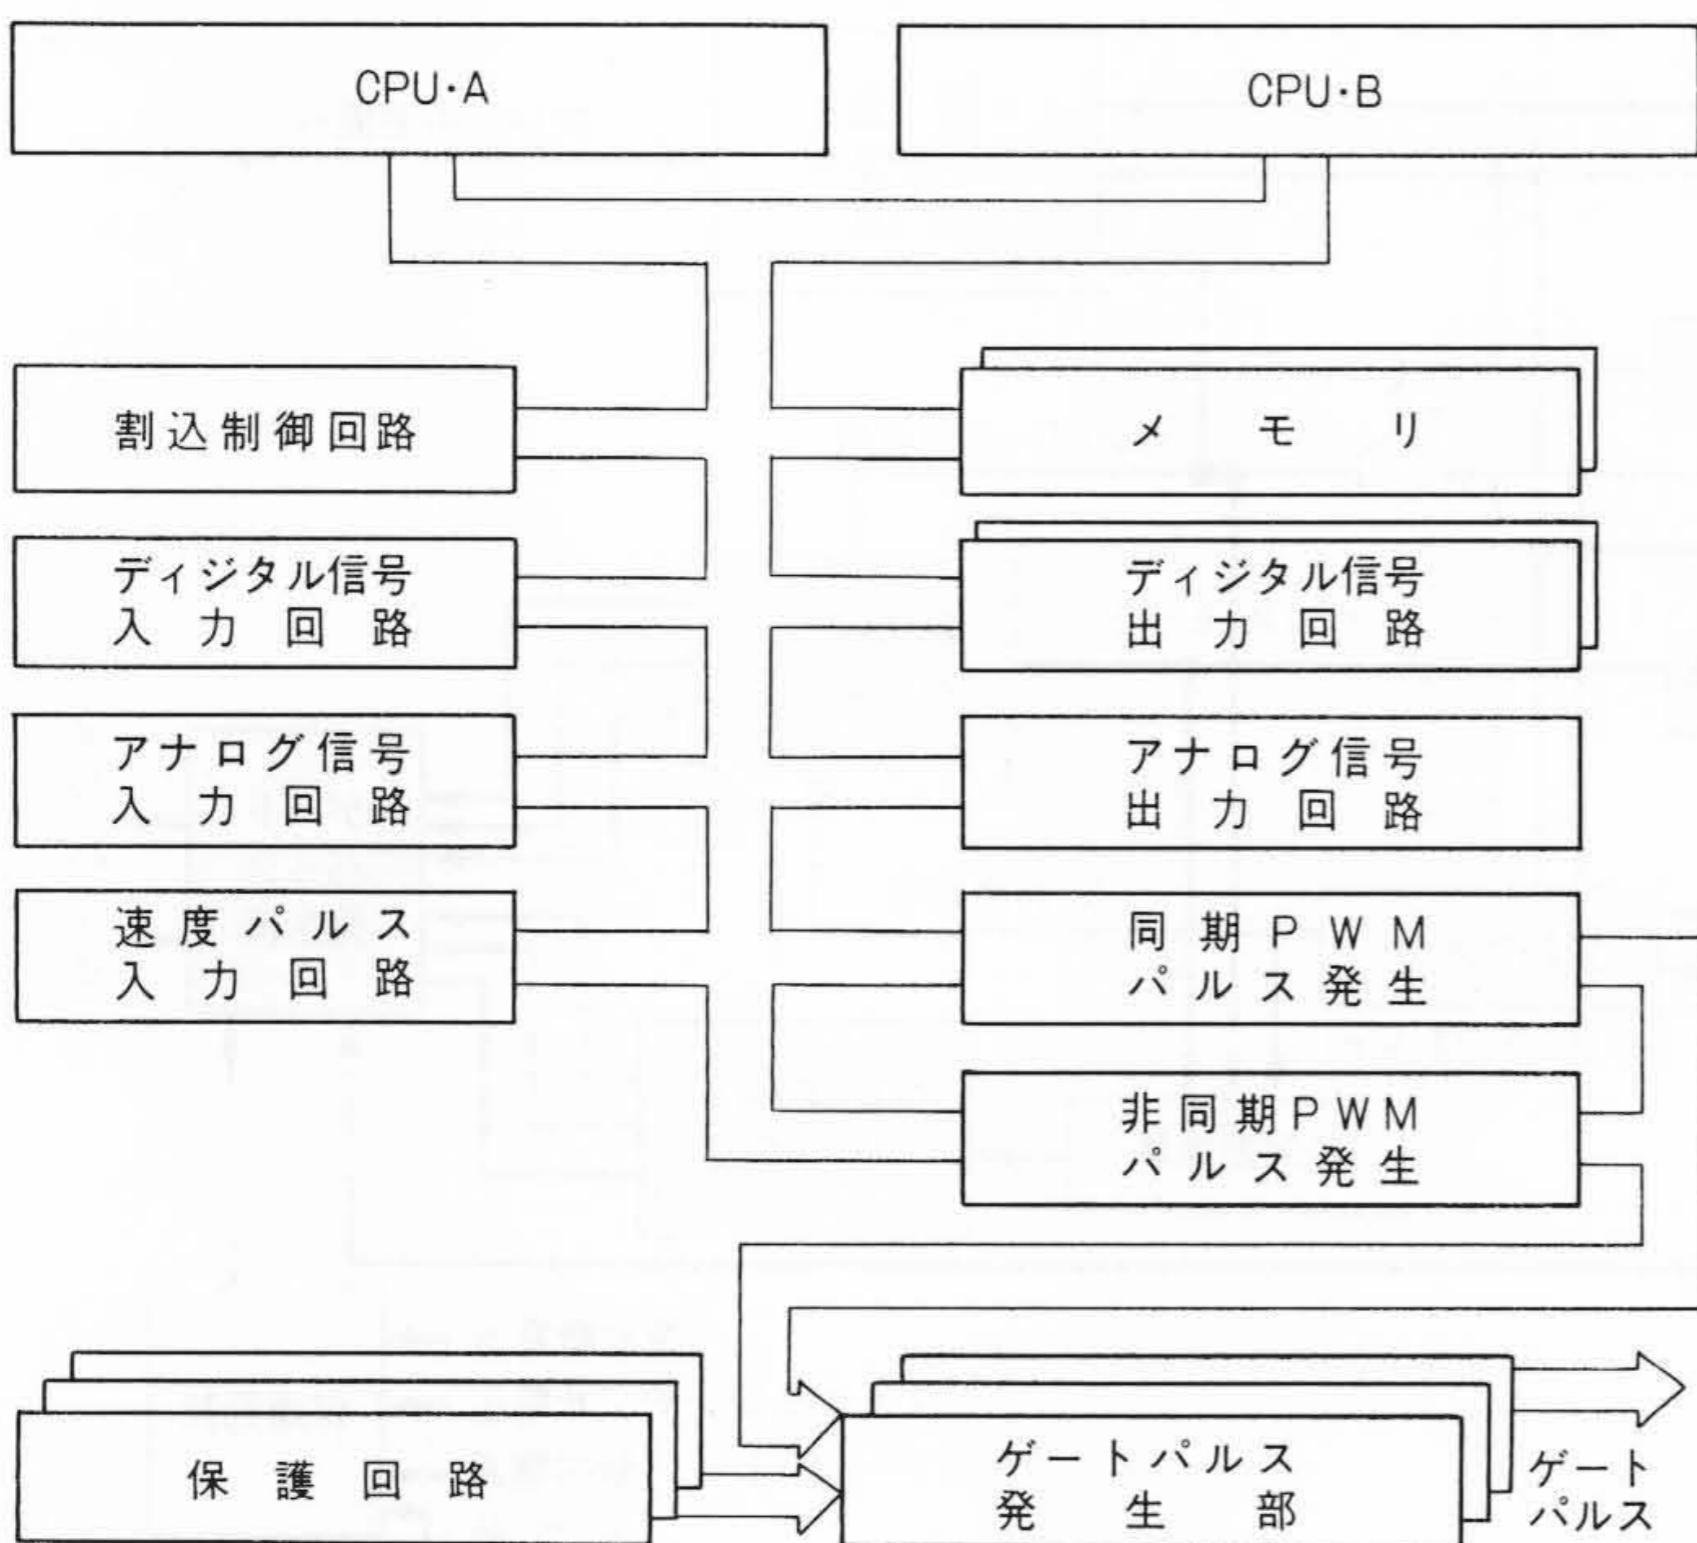 CPU・A
CPU・B
割込制御回路
メモリ
ディジタル信号
入力回路
ディジタル信号
出力回路
アナログ信号
入力回路
アナログ信号
出力回路
速度パルス
入力回路
同期PWM
パルス発生
非同期PWM
パルス発生
保護回路
ゲートパルス
発生部
ゲート
パルス